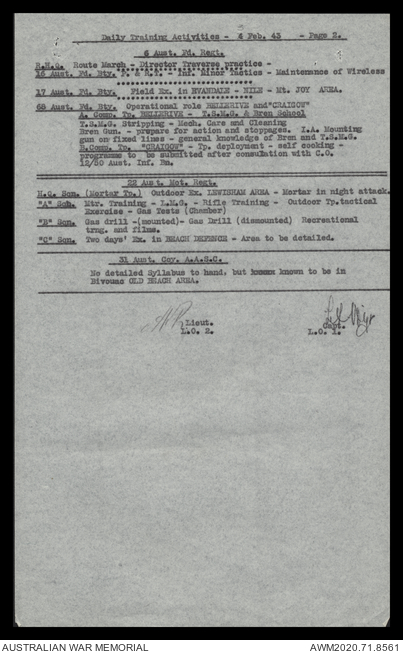 Daily Training Activities - 4 Feb. 43 - Page 2.
6 Aust. Fd. Regt.
R.H.Q. Route March - Director Traverse practice -
16 Aust. Fd. Bty. P. & R.T. - Inf. Minor Tactics - Maintenance of Wireless
17 Aust. Fd. Bty. Field Ex. in EVANDALE - NILE - Mt. JOY AREA.
68 Aust. Fd. Bty. Operational role BELLERIVE and "CRAIGOW"
A. Comm. Tp. BELLERIVE - T.S.M.G. & Bren School
T.S.M.G. Stripping - Mech. Care and Cleaning
Bren Gun. - prepare for action and stoppages. I.A. Mounting
gun on fixed lines - general knowledge of Bren and T.S.M.G.
B.Comm. Tp. "CRAIGOW" - Tp. deployment - self cooking -
programme to be submitted after consultation with C.O.
12/50 Aust. Inf. Bn.
22 Aust. Mot. Regt.
H.Q. Sqn. (Mortar Tp.) Outdoor Ex. LEWISHAM AREA - Mortar in night attack.
"A" Sqn. Mtr. Training - L.M.G. - Rifle Training - Outdoor Tp.tactical
Exercise - Gas Tests (Chamber)
"B" Sqn. Gas drill -(mounted)- Gas Drill (dismounted) Recreational
trng. and films.
"C" Sqn. Two days' Ex. in BEACH DEFENCE - Area to be detailed.
31 Aust. Coy. A.A.S.C.
No detailed Syllabus to hand, but known to be in
Bivouac OLD BEACH AREA.
Lieut.
L.O. 2.
Capt.
L.O. 1.
AUSTRALIAN WAR MEMORIAL
AWM2020.71.8561